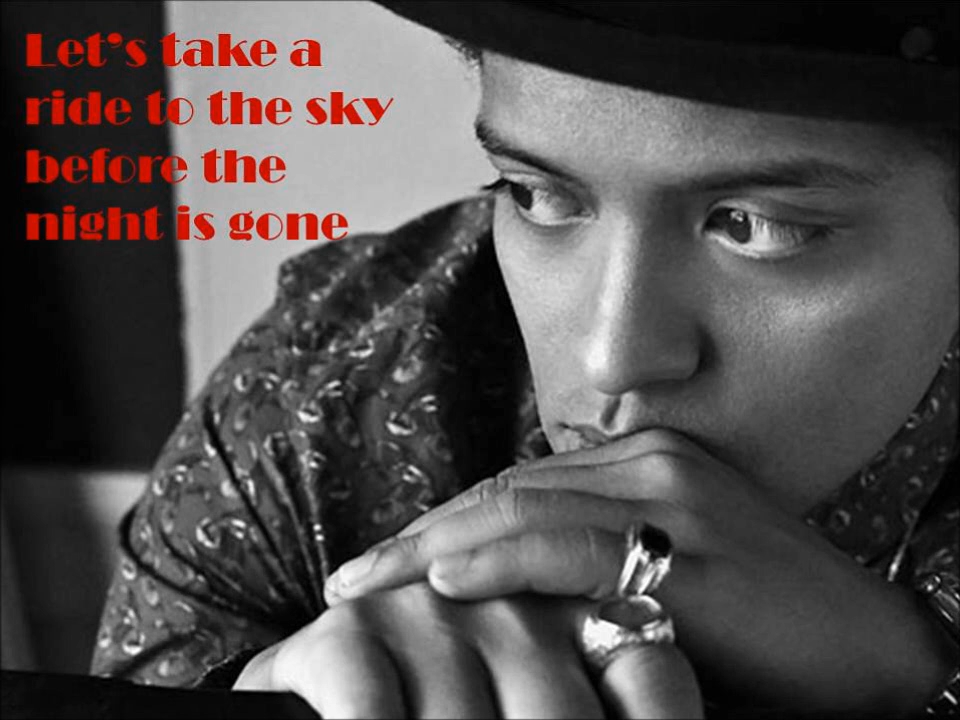 Let's take a
ride to the sky
before the
night is gone